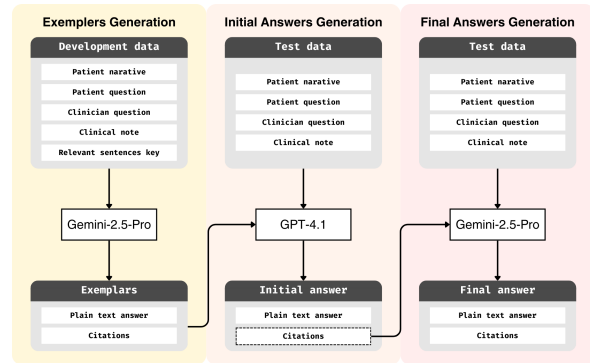 Exemplers Generation
Development data
Patient narative
Patient question
Clinician question
Clinical note
Relevant sentences key
Gemini-2.5-Pro
Exemplars
Plain text answer
Citations
Initial Answers Generation
Test data
Patient narative
Patient question
Clinician question
Clinical note
GPT-4.1
Initial answer
Plain text answer
Citations
Final Answers Generation
Test data
Patient narative
Patient question
Clinician question
Clinical note
Gemini-2.5-Pro
Final answer
Plain text answer
Citations